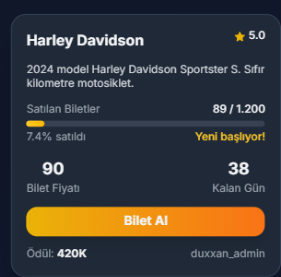 Harley Davidson
5.0
2024 model Harley Davidson Sportster S. Sıfır
kilometre motosiklet.
Satılan Biletler 89 / 1.200
7.4% satıldı Yeni başlıyor!
90 38
Bilet Fiyatı Kalan Gün
Bilet Al
Ödül: 420K duxxan_admin